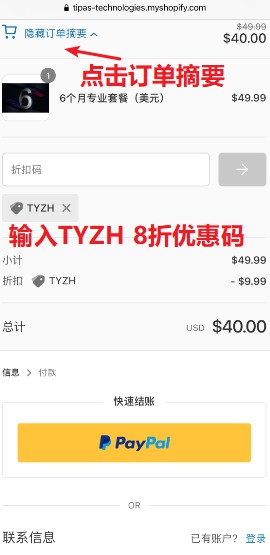 tipas-technologies.myshopify.com
隐藏订单摘要
$49.99
$40.00
点击订单摘要
1
6
6个月专业套餐（美元）
$49.99
折扣码
TYZH
输入TYZH 8折优惠码
小计
$49.99
折扣 TYZH
- $9.99
总计
USD $40.00
信息 > 付款
快速结账
PayPal
OR
联系信息
已有账户? 登录